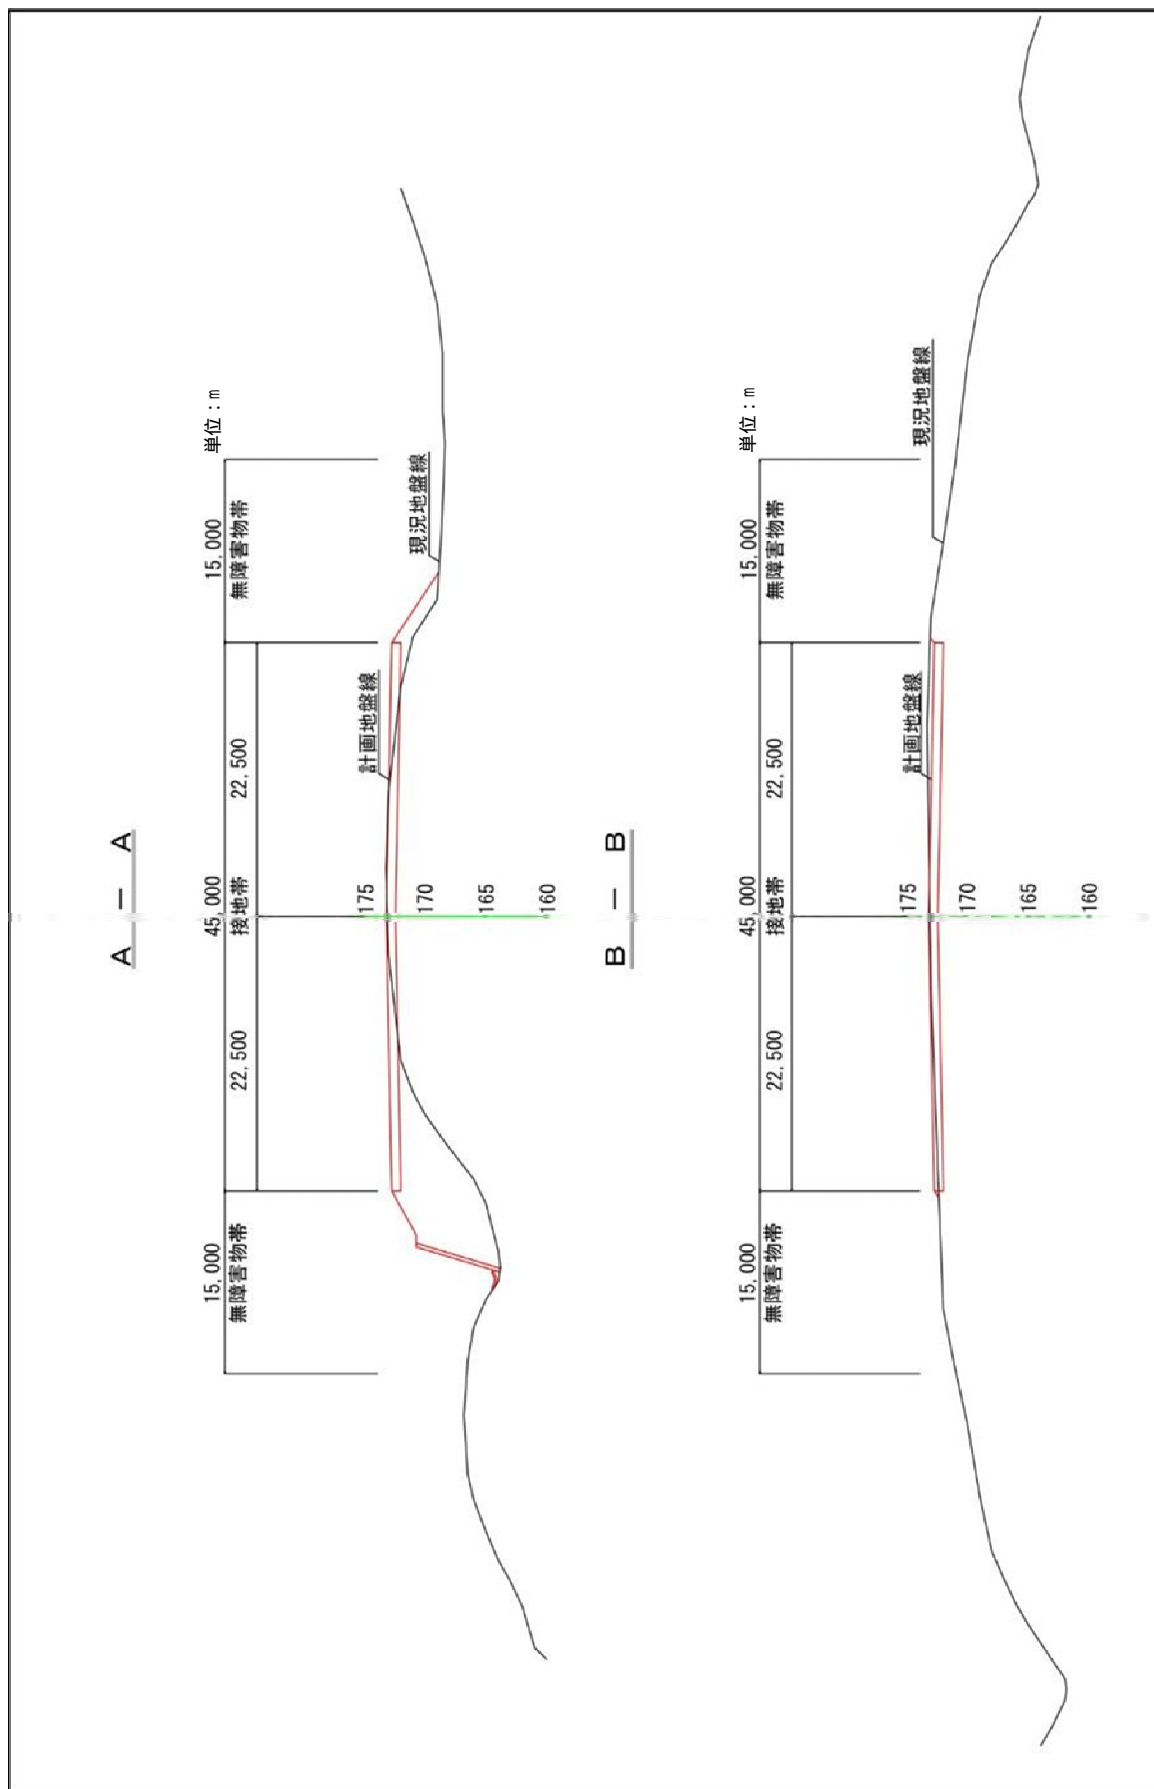 A － A
単位：m
15,000
45,000
15,000
無障害物帯
接地帯
無障害物帯
22,500
22,500
計画地盤線
現況地盤線
175
170
165
160
B － B
単位：m
15,000
45,000
15,000
無障害物帯
接地帯
無障害物帯
22,500
22,500
計画地盤線
現況地盤線
175
170
165
160